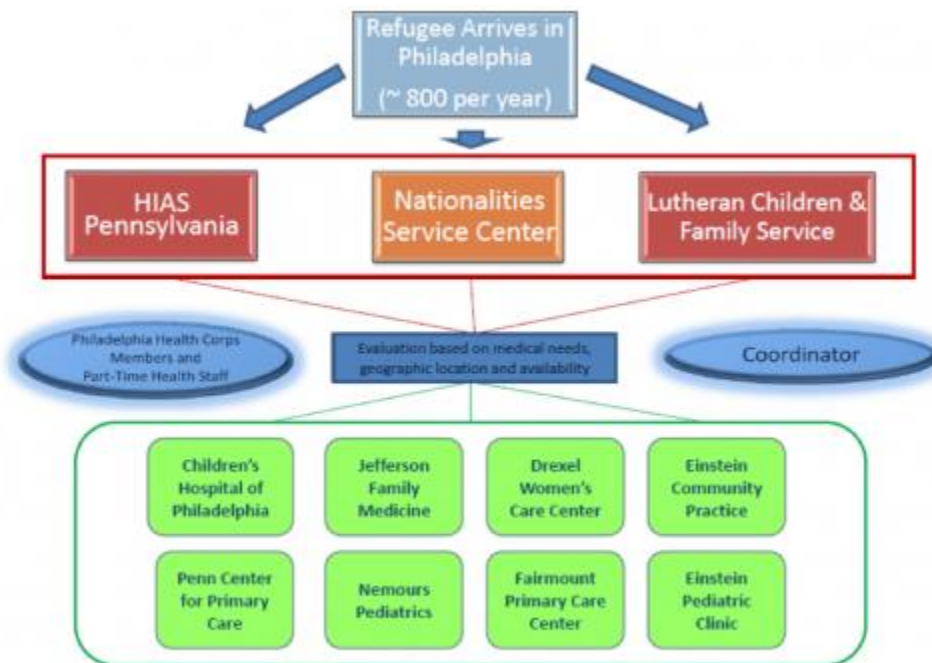 Refugee Arrives in
Philadelphia
(~ 800 per year)
HIAS
Pennsylvania
Nationalities
Service Center
Lutheran Children &
Family Service
Philadelphia Health Corps
Members and
Part-Time Health Staff
Evaluation based on medical needs,
geographic location and availability
Coordinator
Children's
Hospital of
Philadelphia
Jefferson
Family
Medicine
Drexel
Women's
Care Center
Einstein
Community
Practice
Penn Center
for Primary
Care
Nemours
Pediatrics
Fairmount
Primary Care
Center
Einstein
Pediatric
Clinic